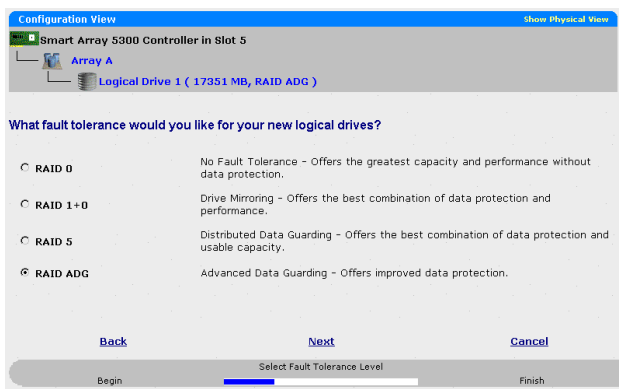 Configuration View Show Physical View
Smart Array 5300 Controller in Slot 5
Array A
Logical Drive 1 ( 17351 MB, RAID ADG )
What fault tolerance would you like for your new logical drives?
RAID 0 No Fault Tolerance - Offers the greatest capacity and performance without
data protection.
RAID 1+0 Drive Mirroring - Offers the best combination of data protection and
performance.
RAID 5 Distributed Data Guarding - Offers the best combination of data protection and
usable capacity.
RAID ADG Advanced Data Guarding - Offers improved data protection.
Back Next Cancel
Select Fault Tolerance Level
Begin Finish